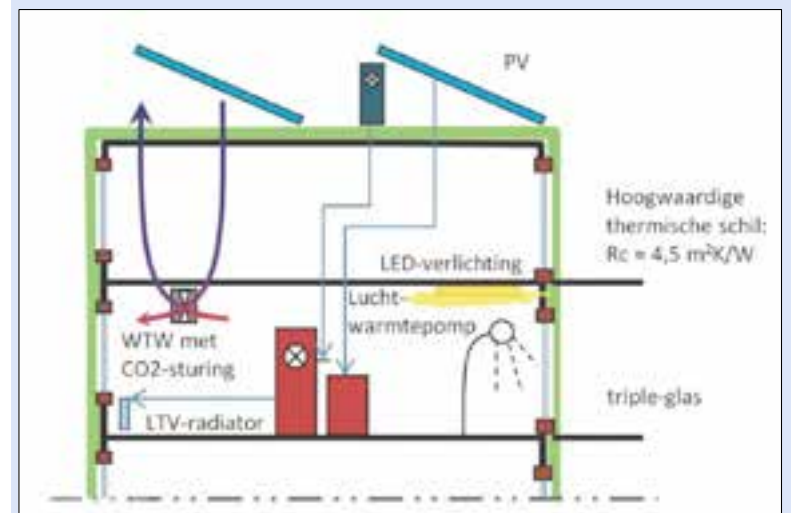 PV
Hoogwaardige
thermische schil:
Rc = 4,5 m²K/W
LED-verlichting
Lucht-
warmtepomp
WTW met
CO2-sturing
LTV-radiator
triple-glas